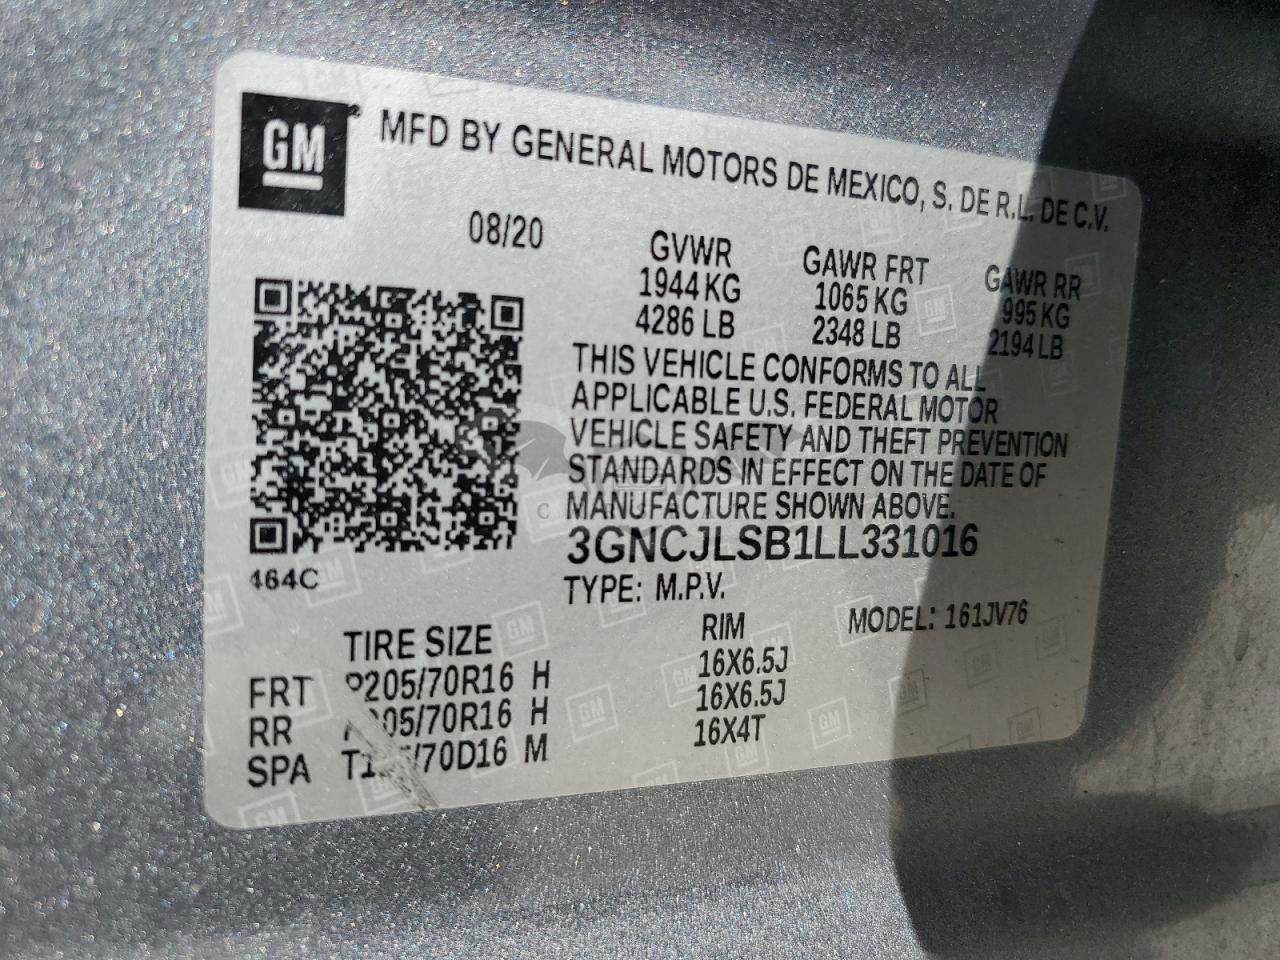 GM
MFD BY GENERAL MOTORS DE MEXICO, S. DE R.L. DE C.V.
08/20
GVWR GAWR FRT GAWR RR
1944 KG 1065 KG 995 KG
4286 LB 2348 LB 2194 LB
THIS VEHICLE CONFORMS TO ALL
APPLICABLE U.S. FEDERAL MOTOR
VEHICLE SAFETY AND THEFT PREVENTION
STANDARDS IN EFFECT ON THE DATE OF
MANUFACTURE SHOWN ABOVE.
3GNCJLSB1LL331016
464C
TYPE: M.P.V. MODEL: 161JV76
TIRE SIZE RIM
FRT P205/70R16 H 16X6.5J
RR 205/70R16 H 16X6.5J
SPA /70D16 M 16X4T